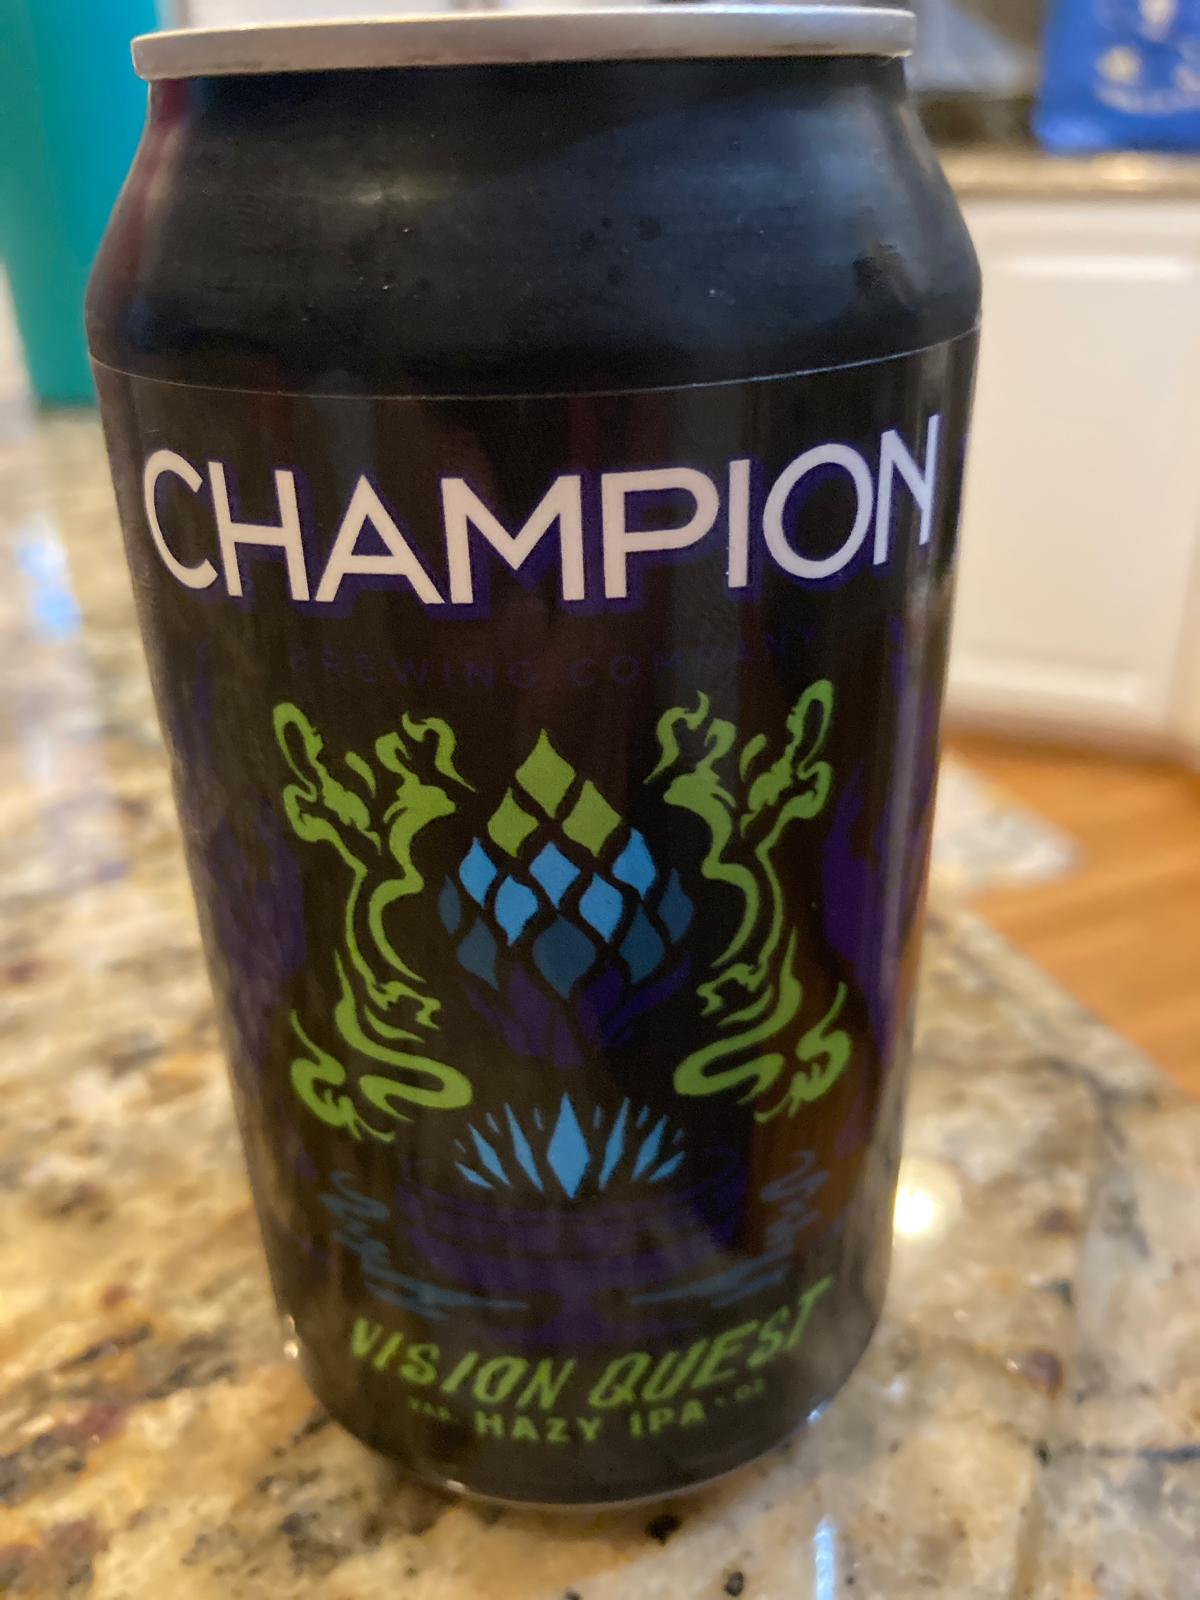 CHAMPION
BREWING COMPANY
VISION QUEST
HAZY IPA